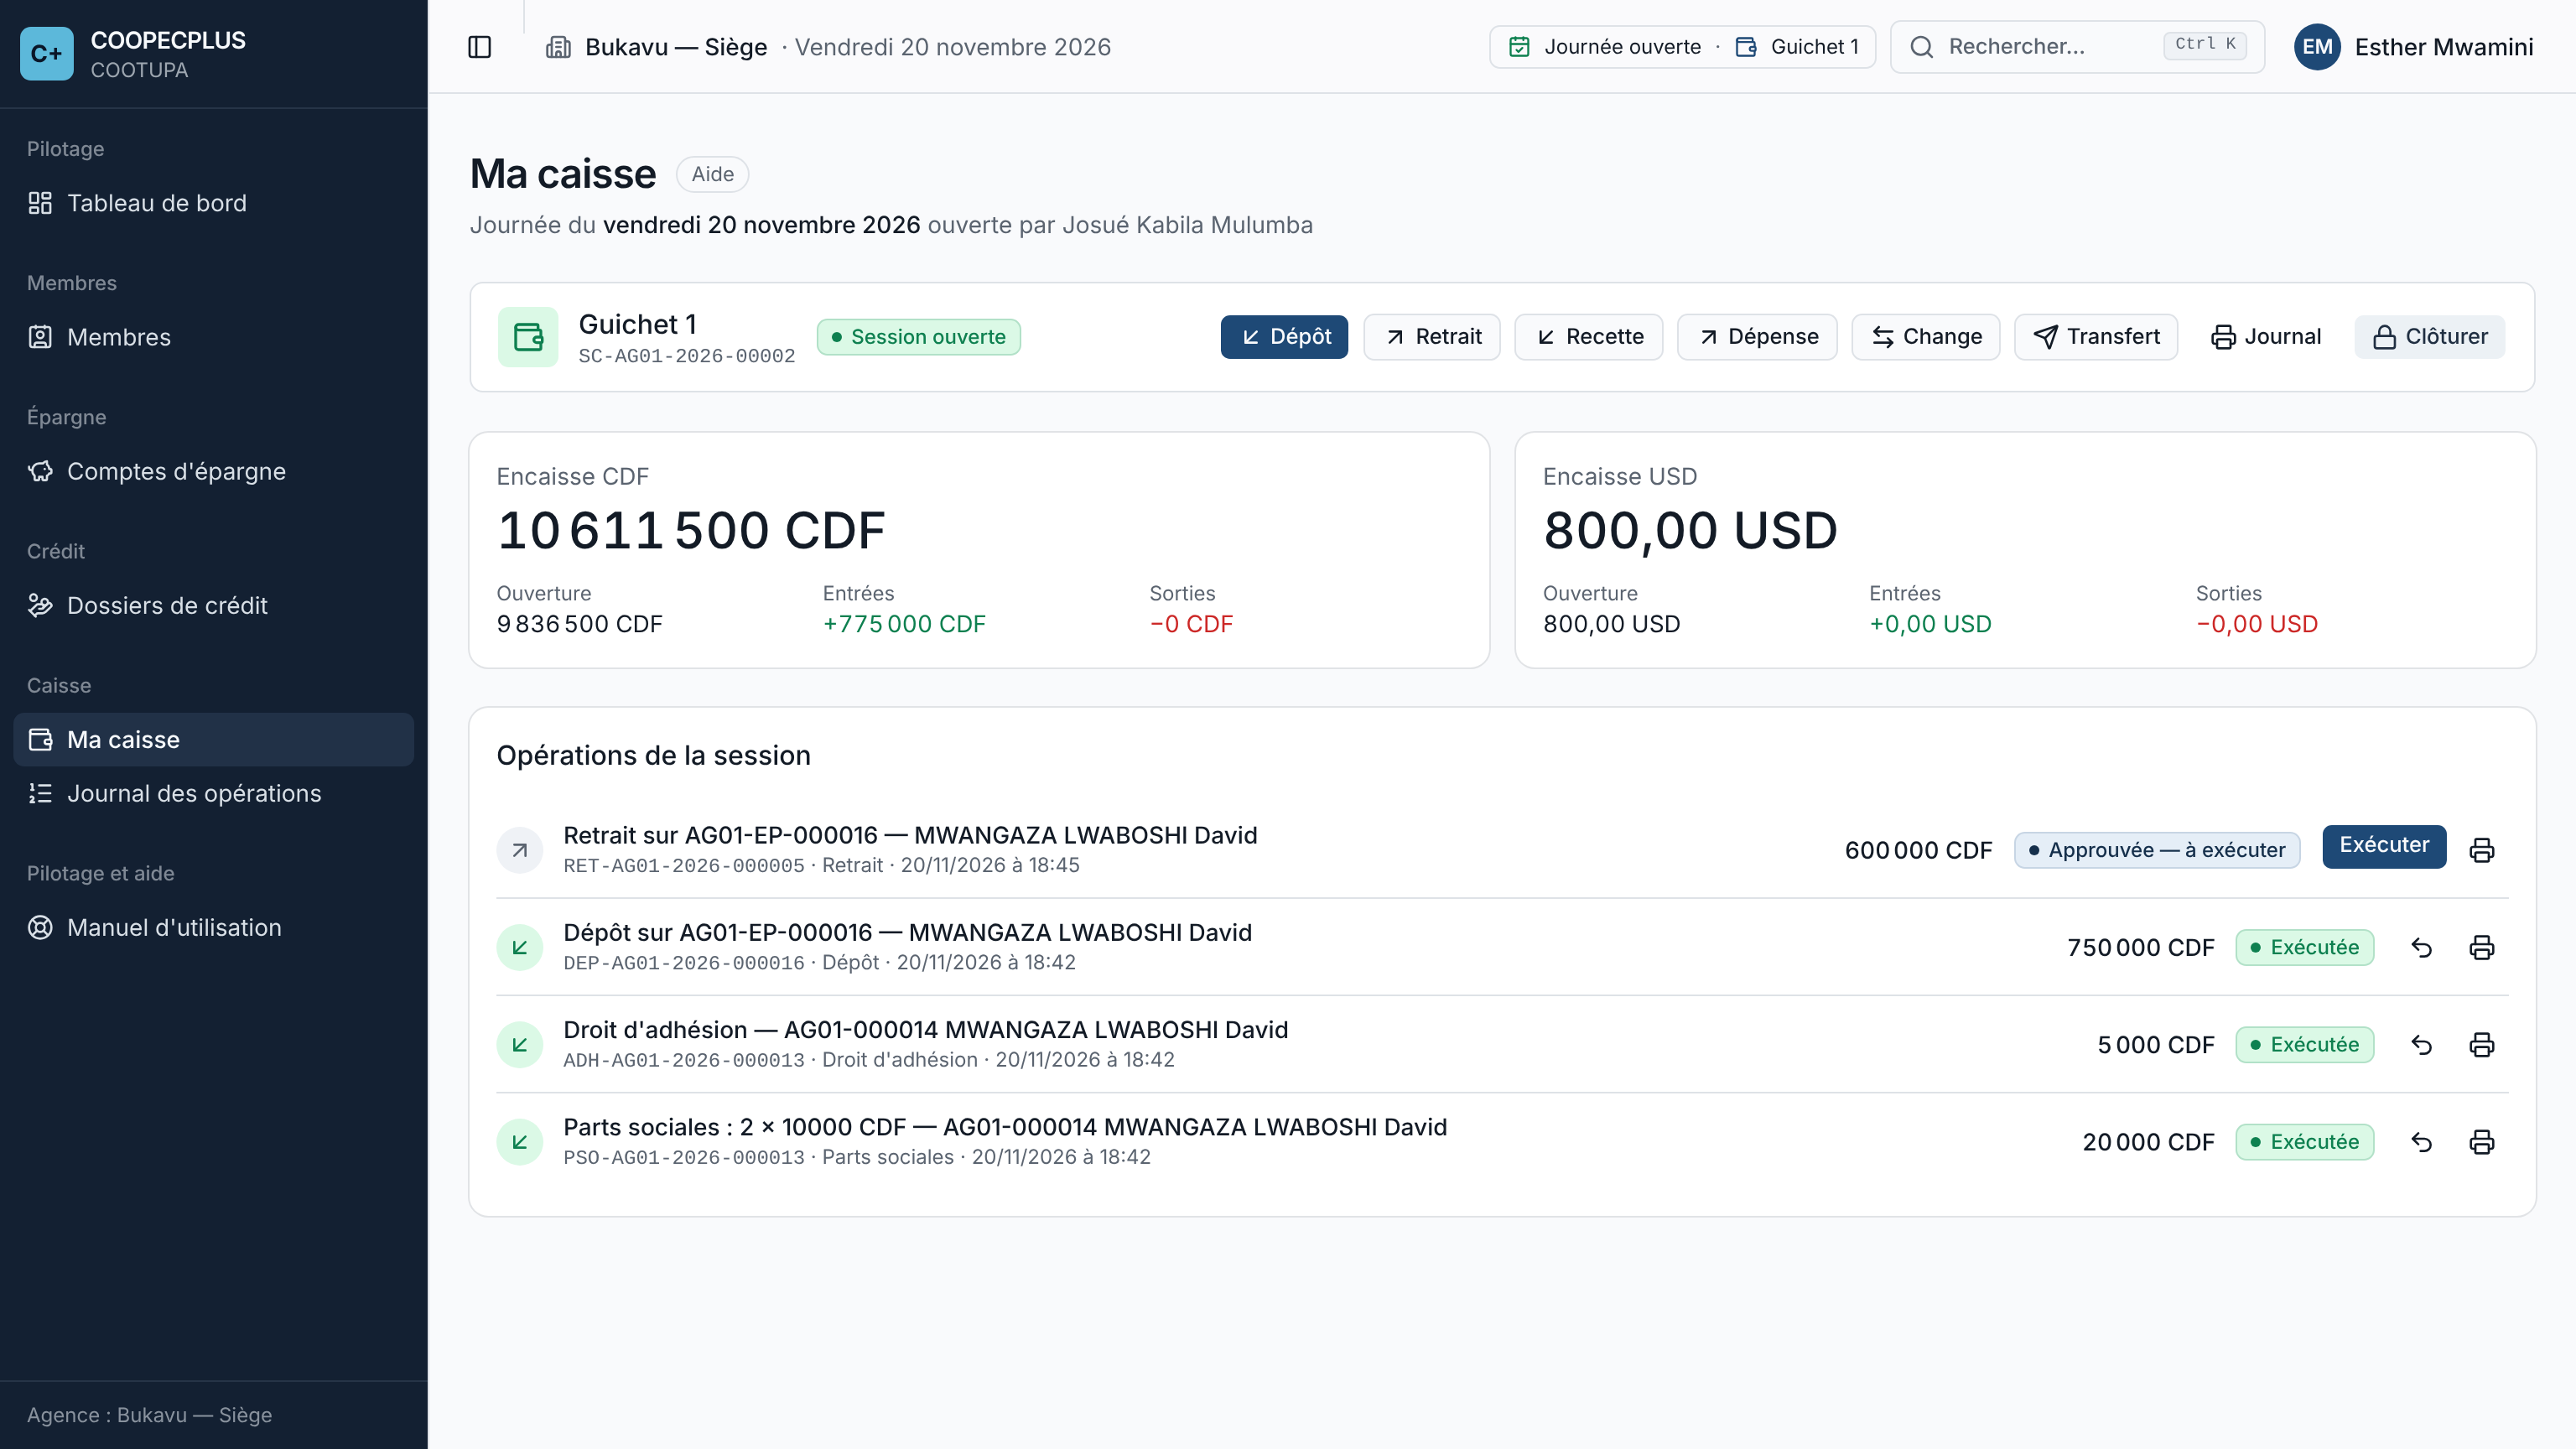 C+
COOPECPLUS
COOTUPA
Pilotage
Tableau de bord
Membres
Membres
Épargne
Comptes d'épargne
Crédit
Dossiers de crédit
Caisse
Ma caisse
Journal des opérations
Pilotage et aide
Manuel d'utilisation
Agence : Bukavu — Siège
Bukavu — Siège · Vendredi 20 novembre 2026
Journée ouverte · Guichet 1
Rechercher... Ctrl K
EM Esther Mwamini
Ma caisse Aide
Journée du vendredi 20 novembre 2026 ouverte par Josué Kabila Mulumba
Guichet 1
SC-AG01-2026-00002
Session ouverte
Dépôt Retrait Recette Dépense Change Transfert Journal Clôturer
Encaisse CDF
10 611 500 CDF
Ouverture Entrées Sorties
9 836 500 CDF +775 000 CDF −0 CDF
Encaisse USD
800,00 USD
Ouverture Entrées Sorties
800,00 USD +0,00 USD −0,00 USD
Opérations de la session
Retrait sur AG01-EP-000016 — MWANGAZA LWABOSHI David
RET-AG01-2026-000005 · Retrait · 20/11/2026 à 18:45
600 000 CDF Approuvée — à exécuter Exécuter
Dépôt sur AG01-EP-000016 — MWANGAZA LWABOSHI David
DEP-AG01-2026-000016 · Dépôt · 20/11/2026 à 18:42
750 000 CDF Exécutée
Droit d'adhésion — AG01-000014 MWANGAZA LWABOSHI David
ADH-AG01-2026-000013 · Droit d'adhésion · 20/11/2026 à 18:42
5 000 CDF Exécutée
Parts sociales : 2 × 10000 CDF — AG01-000014 MWANGAZA LWABOSHI David
PSO-AG01-2026-000013 · Parts sociales · 20/11/2026 à 18:42
20 000 CDF Exécutée